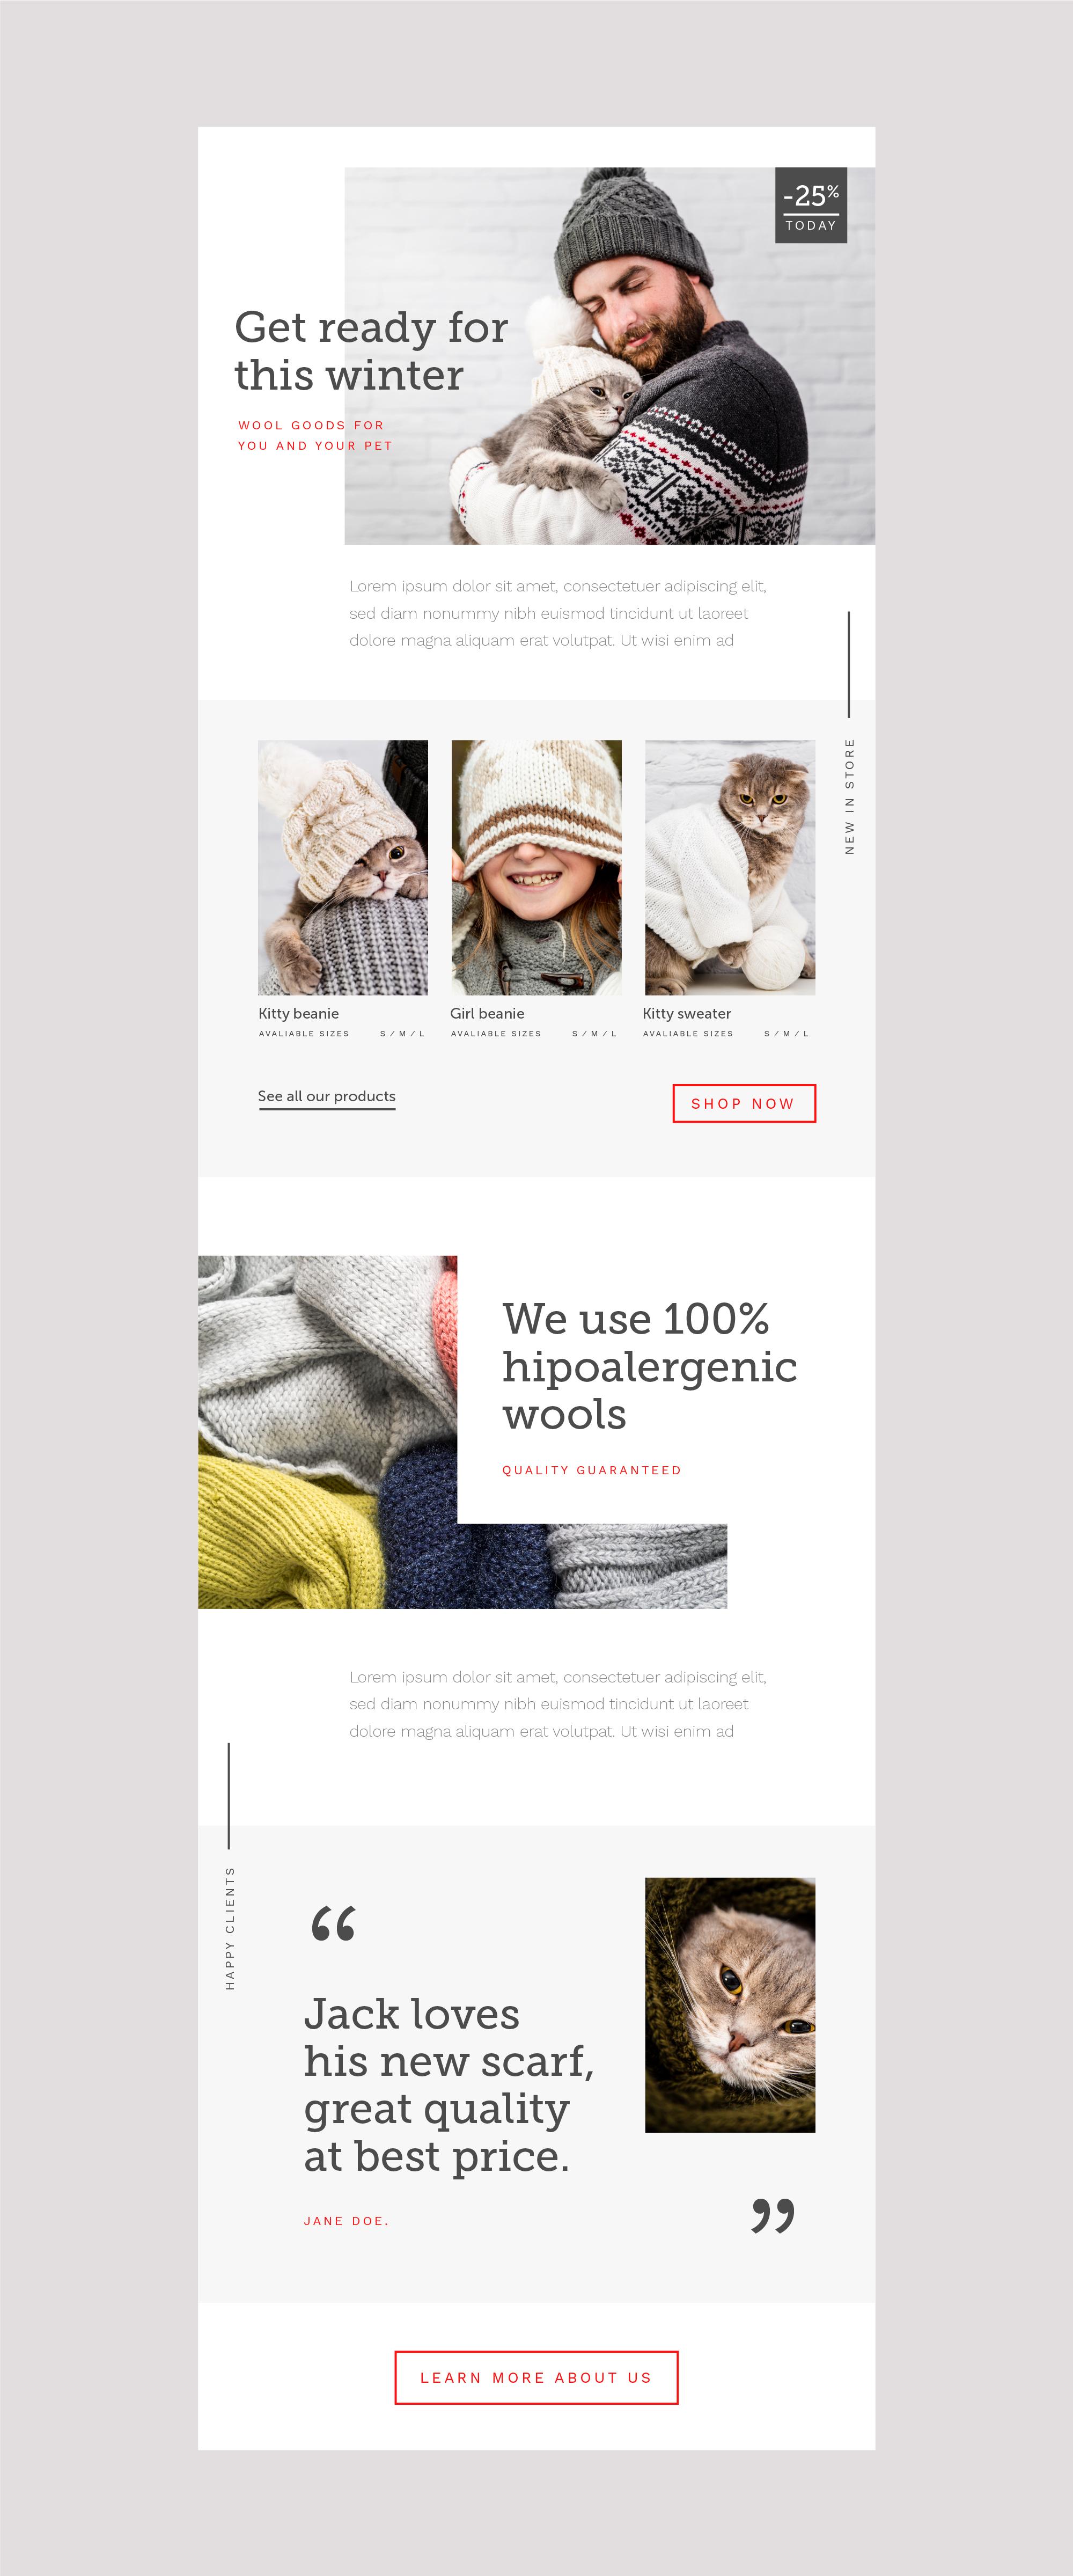 -25%
TODAY
Get ready for
this winter
WOOL GOODS FOR
YOU AND YOUR PET
Lorem ipsum dolor sit amet, consectetuer adipiscing elit,
sed diam nonummy nibh euismod tincidunt ut laoreet
dolore magna aliquam erat volutpat. Ut wisi enim ad
NEW IN STORE
Kitty beanie
AVALIABLE SIZES S / M / L
Girl beanie
AVALIABLE SIZES S / M / L
Kitty sweater
AVALIABLE SIZES S / M / L
See all our products
SHOP NOW
We use 100%
hipoalergenic
wools
QUALITY GUARANTEED
Lorem ipsum dolor sit amet, consectetuer adipiscing elit,
sed diam nonummy nibh euismod tincidunt ut laoreet
dolore magna aliquam erat volutpat. Ut wisi enim ad
HAPPY CLIENTS
“
Jack loves
his new scarf,
great quality
at best price.
JANE DOE.
”
LEARN MORE ABOUT US